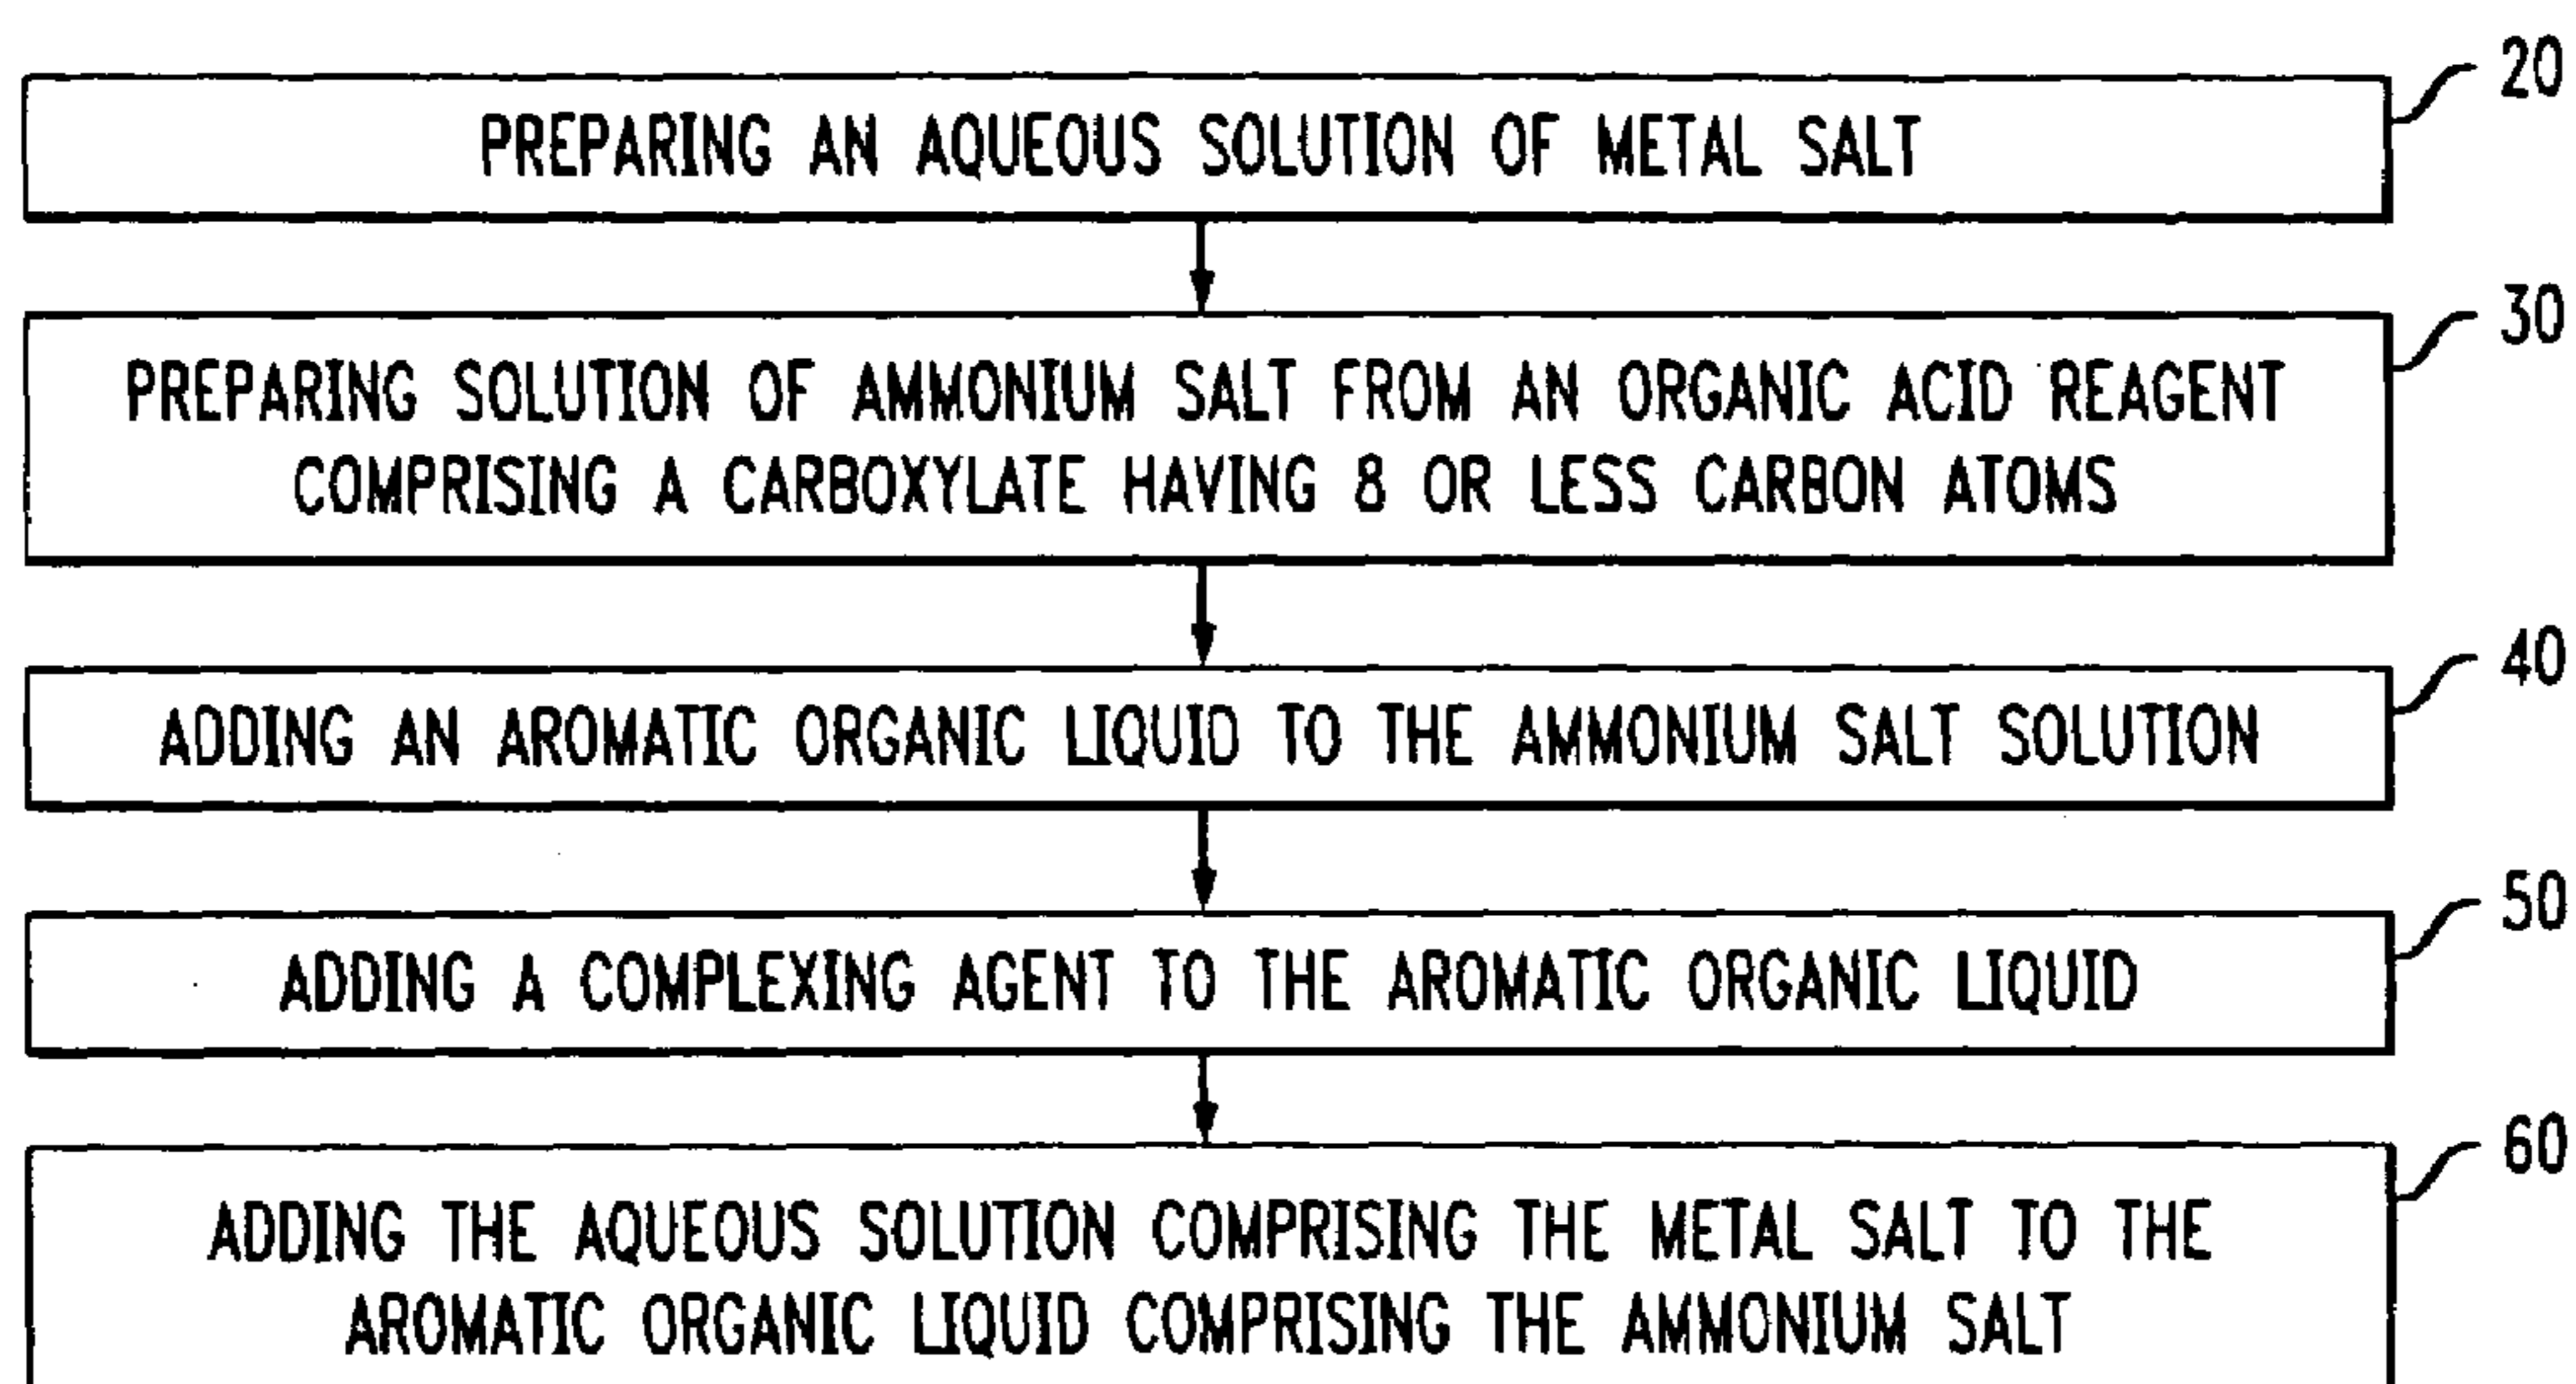 20
PREPARING AN AQUEOUS SOLUTION OF METAL SALT
30
PREPARING SOLUTION OF AMMONIUM SALT FROM AN ORGANIC ACID REAGENT
COMPRISING A CARBOXYLATE HAVING 8 OR LESS CARBON ATOMS
40
ADDING AN AROMATIC ORGANIC LIQUID TO THE AMMONIUM SALT SOLUTION
50
ADDING A COMPLEXING AGENT TO THE AROMATIC ORGANIC LIQUID
60
ADDING THE AQUEOUS SOLUTION COMPRISING THE METAL SALT TO THE
AROMATIC ORGANIC LIQUID COMPRISING THE AMMONIUM SALT